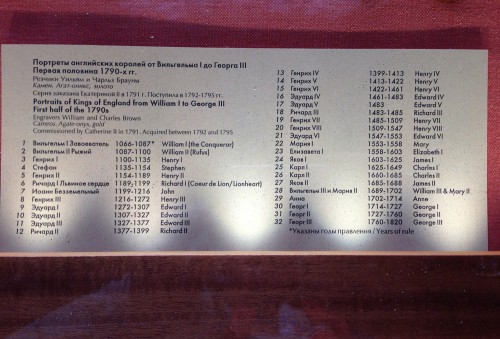 Портреты английских королей от Вильгельма I до Георга III
Первая половина 1790-х гг.
Резчики Уильям и Чарльз Брауны
Камеи. Агат-оникс, золото
Серия заказана Екатериной II в 1791 г. Поступила в 1792-1795 гг.
Portraits of Kings of England from William I to George III
First half of the 1790s
Engravers William and Charles Brown
Cameos. Agate-onyx, gold
Commissioned by Catherine II in 1791. Acquired between 1792 and 1795
1 Вильгельм I Завоеватель 1066-1087* William I (the Conqueror)
2 Вильгельм II Рыжий 1087-1100 William II (Rufus)
3 Генрих I 1100-1135 Henry I
4 Стефан 1135-1154 Stephen
5 Генрих II 1154-1189 Henry I
6 Ричард I Львиное сердце 1189-1199 Richard I (Coeur de Lion/Lionheart)
7 Иоанн Безземельный 1199-1216 John
8 Генрих III 1216-1272 Henry III
9 Эдуард I 1272-1307 Edward I
10 Эдуард II 1307-1327 Edward II
11 Эдуард III 1327-1377 Edward III
12 Ричард II 1377-1399 Richard II
13 Генрих IV 1399-1413 Henry IV
14 Генрих V 1413-1422 Henry V
15 Генрих VI 1422-1461 Henry VI
16 Эдуард IV 1461-1483 Edward IV
17 Эдуард V 1483 Edward V
18 Ричард III 1483-1485 Richard III
19 Генрих VII 1485-1509 Henry VII
20 Генрих VIII 1509-1547 Henry VIII
21 Эдуард VI 1547-1553 Edward VI
22 Мария I 1553-1558 Mary
23 Елизавета I 1558-1603 Elizabeth I
24 Яков I 1603-1625 James I
25 Карл I 1625-1649 Charles I
26 Карл II 1660-1685 Charles II
27 Яков II 1685-1688 James II
28 Вильгельм III и Мария II 1689-1702 William III & Mary II
29 Анна 1702-1714 Anne
30 Георг I 1714-1727 George I
31 Георг II 1727-1760 George II
32 Георг III 1760-1820 George III
*Указаны годы правления / Years of rule